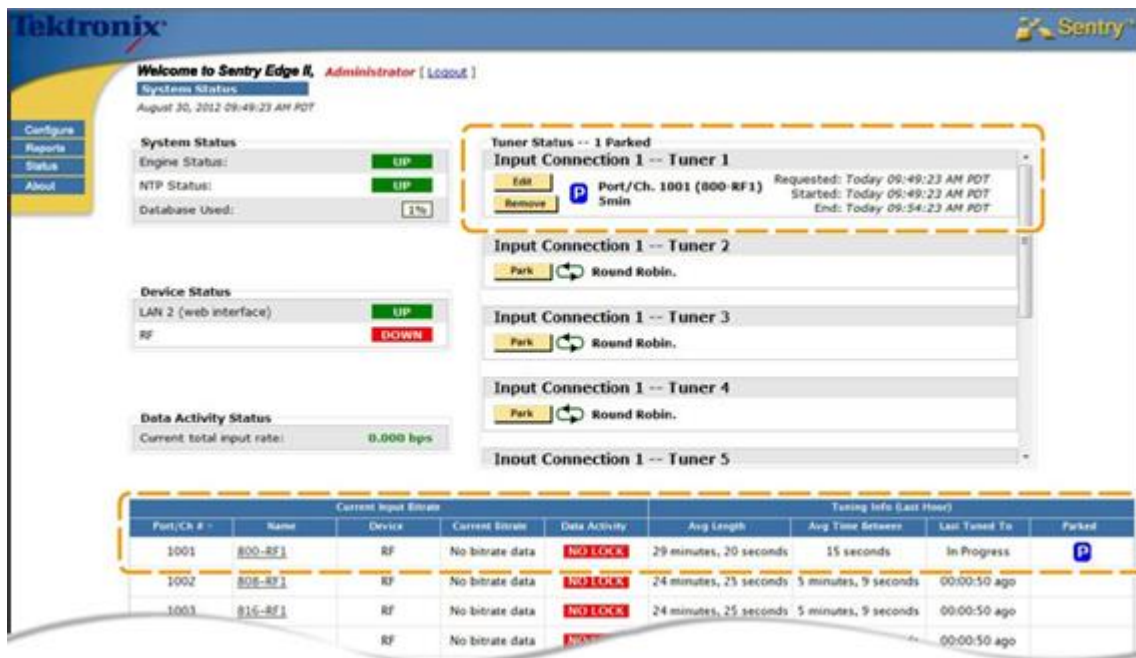 Tektronix
Sentry
Welcome to Sentry Edge II, Administrator [ Logout ]
System Status
August 30, 2012 09:49:23 AM PDT
Configure
Reports
Status
About
System Status
Engine Status: UP
NTP Status: UP
Database Used: 1%
Device Status
LAN 2 (web interface) UP
RF DOWN
Data Activity Status
Current total input rate: 0.000 bps
Tuner Status -- 1 Parked
Input Connection 1 -- Tuner 1
Edit
Remove
P
Port/Ch. 1001 (800-RF1)
5min
Requested: Today 09:49:23 AM PDT
Started: Today 09:49:23 AM PDT
End: Today 09:54:23 AM PDT
Input Connection 1 -- Tuner 2
Park Round Robin.
Input Connection 1 -- Tuner 3
Park Round Robin.
Input Connection 1 -- Tuner 4
Park Round Robin.
Input Connection 1 -- Tuner 5
Current Input Bitrate Tuning Info (Last Hour)
Port/Ch # Name Device Current Bitrate Data Activity Avg Length Avg Time Between Last Tuned To Parked
1001 800-RF1 RF No bitrate data NO LOCK 29 minutes, 20 seconds 15 seconds In Progress P
1002 808-RF1 RF No bitrate data NO LOCK 24 minutes, 25 seconds 5 minutes, 9 seconds 00:00:50 ago
1003 816-RF1 RF No bitrate data NO LOCK 24 minutes, 25 seconds 5 minutes, 9 seconds 00:00:50 ago
RF No bitrate data 00:00:50 ago